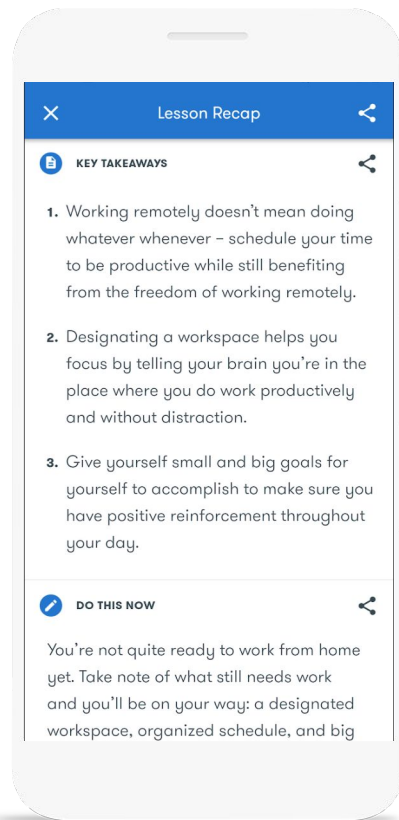 Lesson Recap
KEY TAKEAWAYS
1. Working remotely doesn't mean doing
whatever whenever – schedule your time
to be productive while still benefiting
from the freedom of working remotely.
2. Designating a workspace helps you
focus by telling your brain you're in the
place where you do work productively
and without distraction.
3. Give yourself small and big goals for
yourself to accomplish to make sure you
have positive reinforcement throughout
your day.
DO THIS NOW
You're not quite ready to work from home
yet. Take note of what still needs work
and you'll be on your way: a designated
workspace, organized schedule, and big